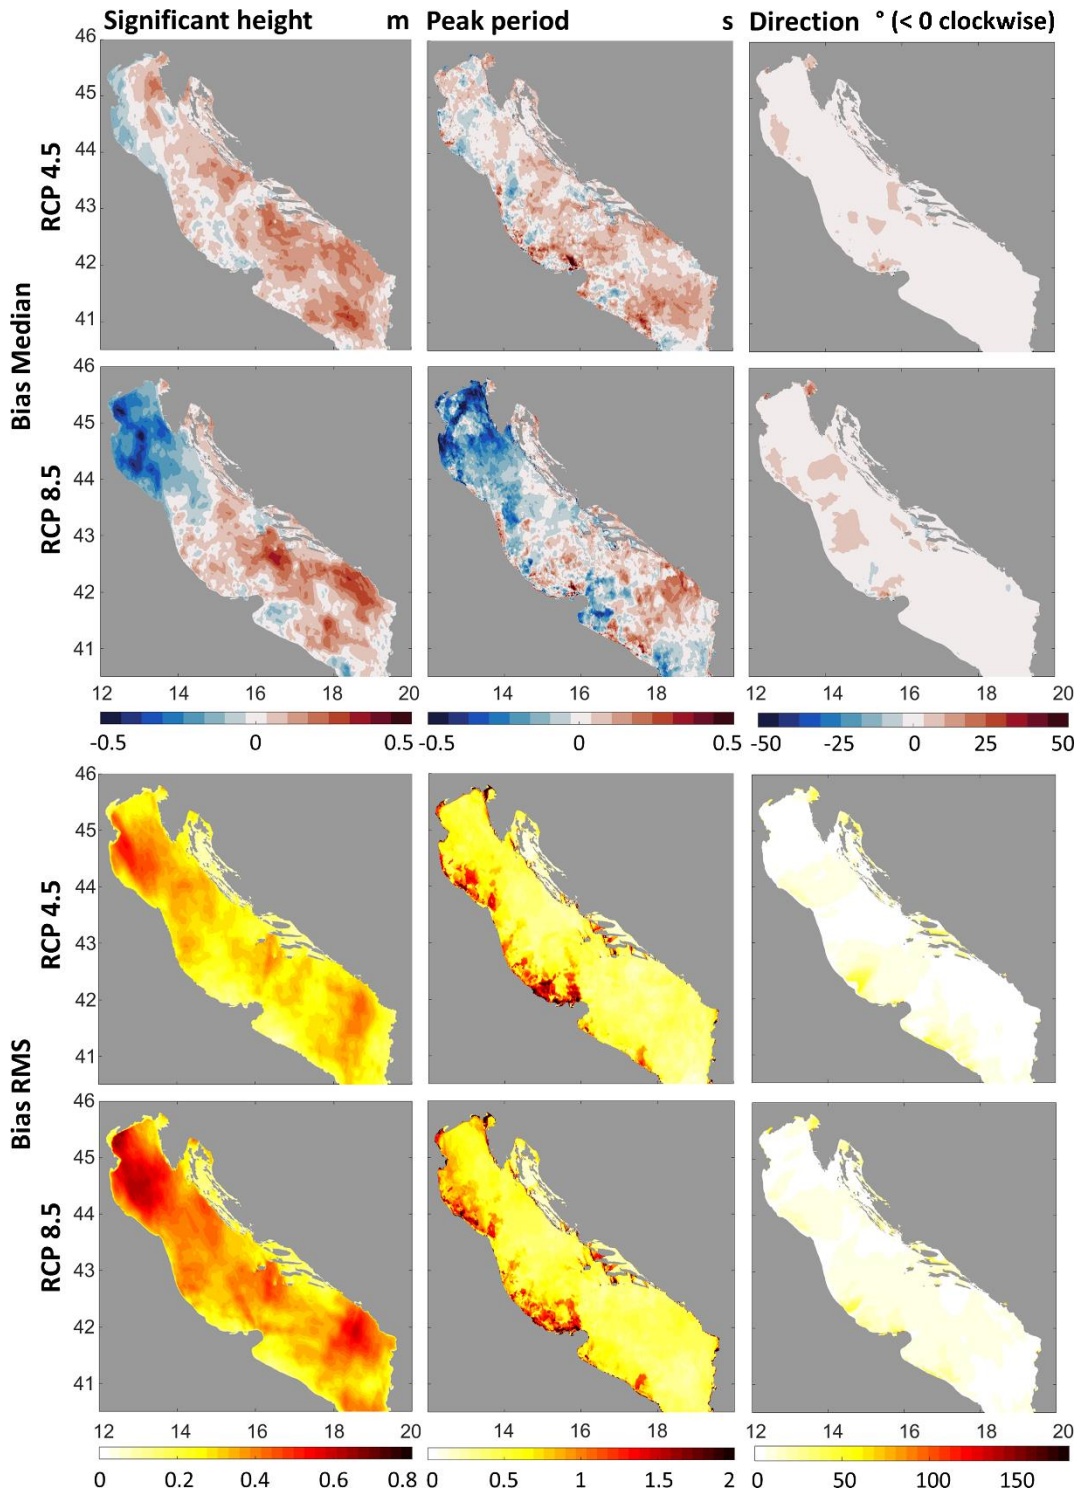 Significant height m Peak period s Direction ° (< 0 clockwise)
Bias Median
RCP 4.5
46
45
44
43
42
41
RCP 8.5
46
45
44
43
42
41
12 14 16 18 20 14 16 18 12 14 16 18 20
-0.5 0 0.5 -0.5 0 0.5 -50 -25 0 25 50
Bias RMS
RCP 4.5
46
45
44
43
42
41
RCP 8.5
46
45
44
43
42
41
12 14 16 18 20 14 16 18 12 14 16 18 20
0 0.2 0.4 0.6 0.8 0 0.5 1 1.5 2 0 50 100 150